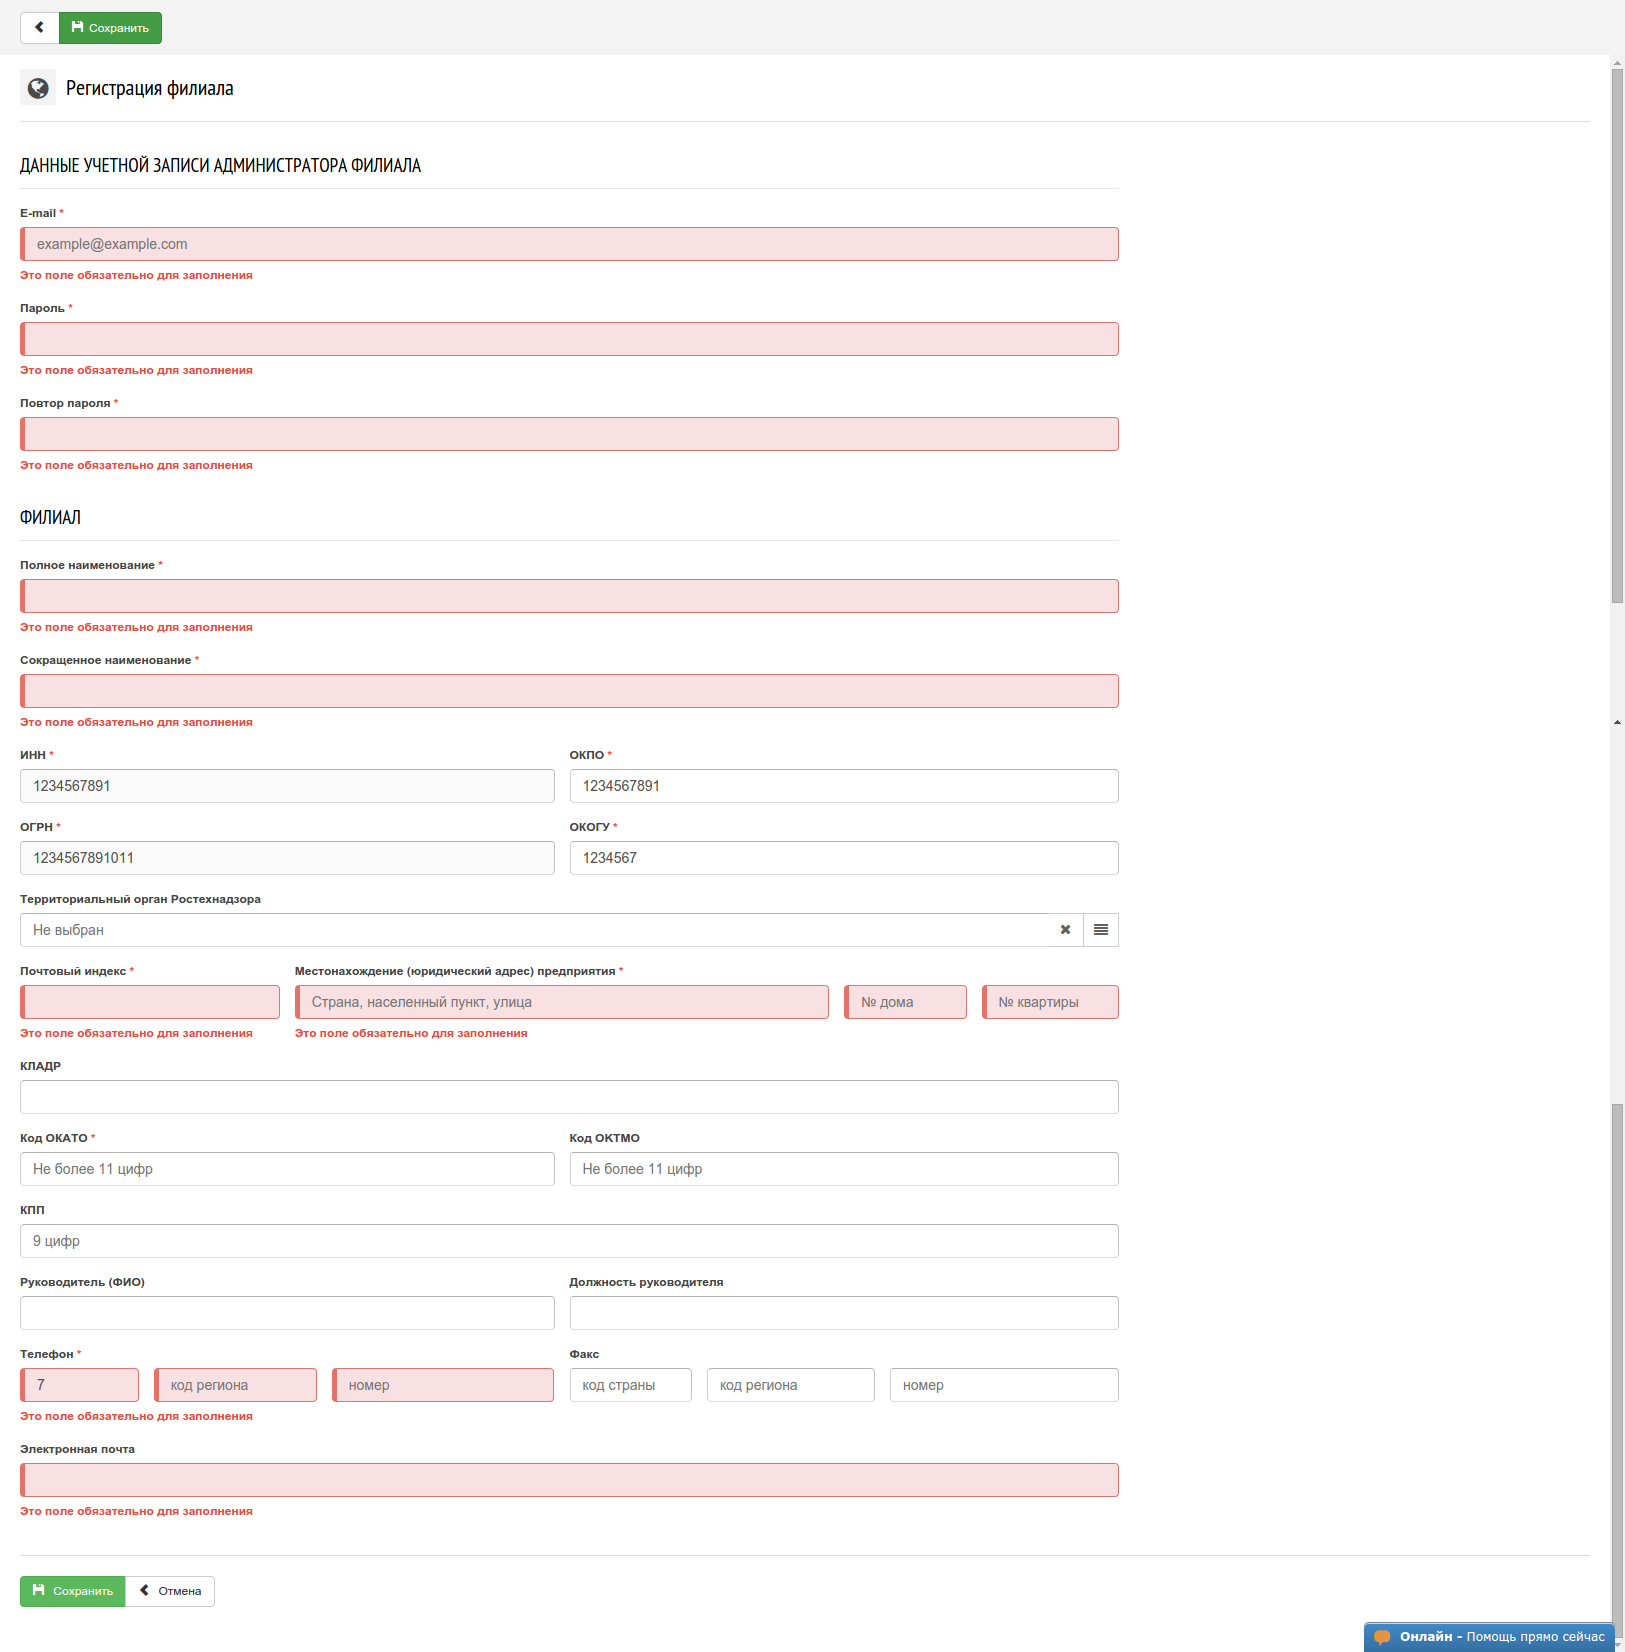 Сохранить
Регистрация филиала
ДАННЫЕ УЧЕТНОЙ ЗАПИСИ АДМИНИСТРАТОРА ФИЛИАЛА
E-mail *
example@example.com
Это поле обязательно для заполнения
Пароль *
Это поле обязательно для заполнения
Повтор пароля *
Это поле обязательно для заполнения
ФИЛИАЛ
Полное наименование *
Это поле обязательно для заполнения
Сокращенное наименование *
Это поле обязательно для заполнения
ИНН * ОКПО *
1234567891 1234567891
ОГРН * ОКОГУ *
1234567891011 1234567
Территориальный орган Ростехнадзора
Не выбран
Почтовый индекс * Местонахождение (юридический адрес) предприятия *
Страна, населенный пункт, улица № дома № квартиры
Это поле обязательно для заполнения Это поле обязательно для заполнения
КЛАДР
Код ОКАТО * Код ОКТМО
Не более 11 цифр Не более 11 цифр
КПП
9 цифр
Руководитель (ФИО) Должность руководителя
Телефон * Факс
7 код региона номер код страны код региона номер
Это поле обязательно для заполнения
Электронная почта
Это поле обязательно для заполнения
Сохранить Отмена
Онлайн - Помощь прямо сейчас